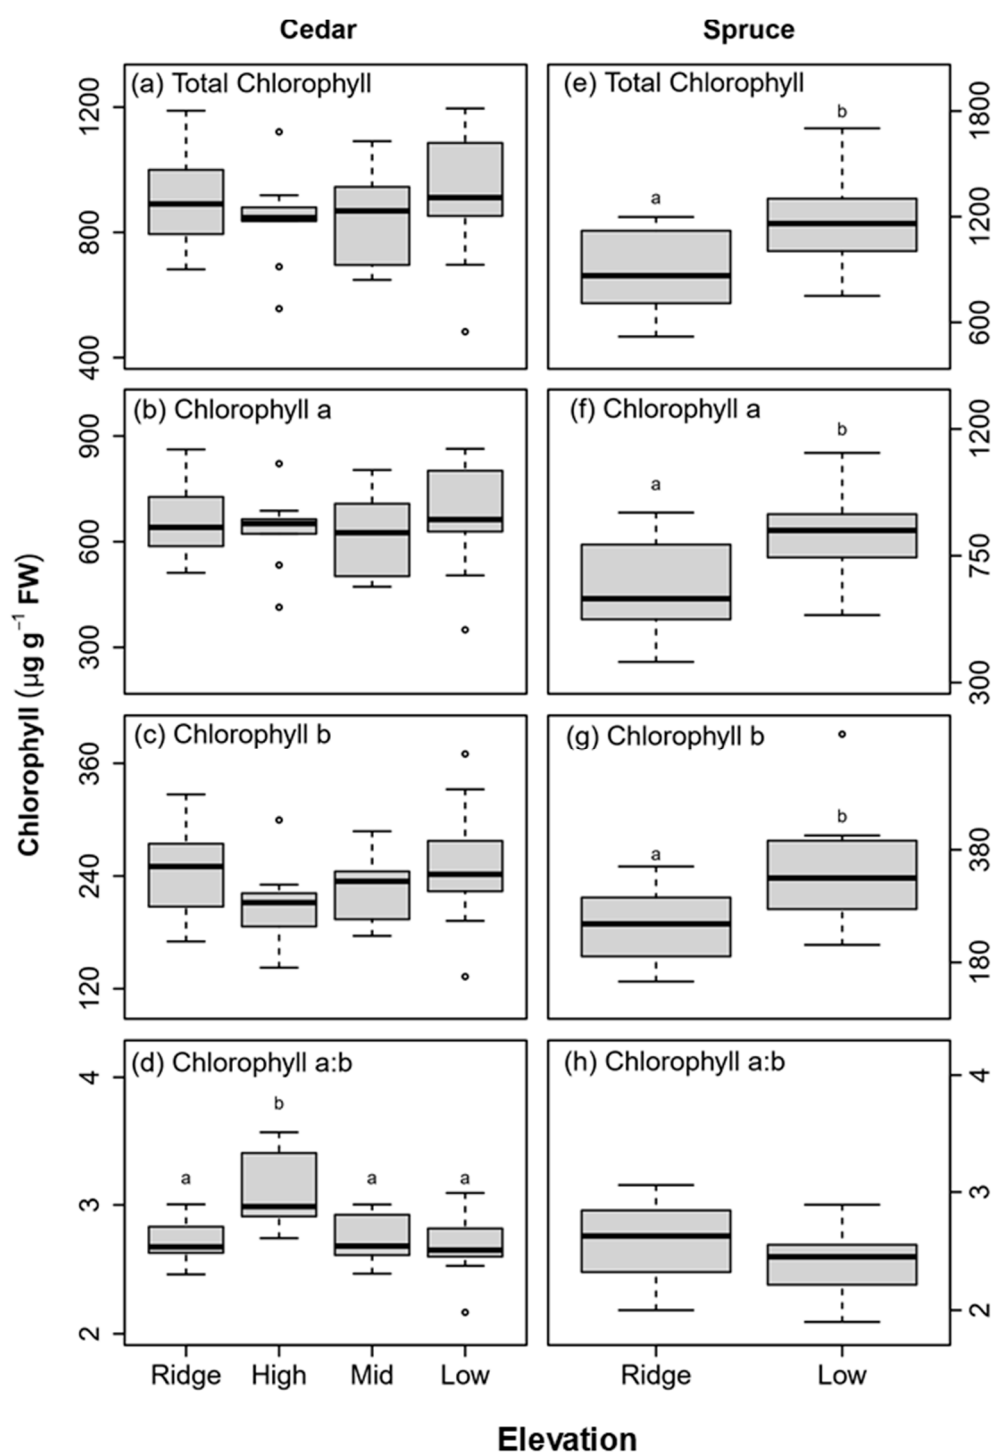 Cedar
Spruce
(a) Total Chlorophyll
1200
800
400
(e) Total Chlorophyll
a
b
1800
1200
600
(b) Chlorophyll a
900
600
300
(f) Chlorophyll a
a
b
1200
750
300
(c) Chlorophyll b
360
240
120
(g) Chlorophyll b
a
b
380
180
(d) Chlorophyll a:b
a
b
a
a
4
3
2
(h) Chlorophyll a:b
4
3
2
Chlorophyll (µg g⁻¹ FW)
Ridge High Mid Low
Ridge Low
Elevation